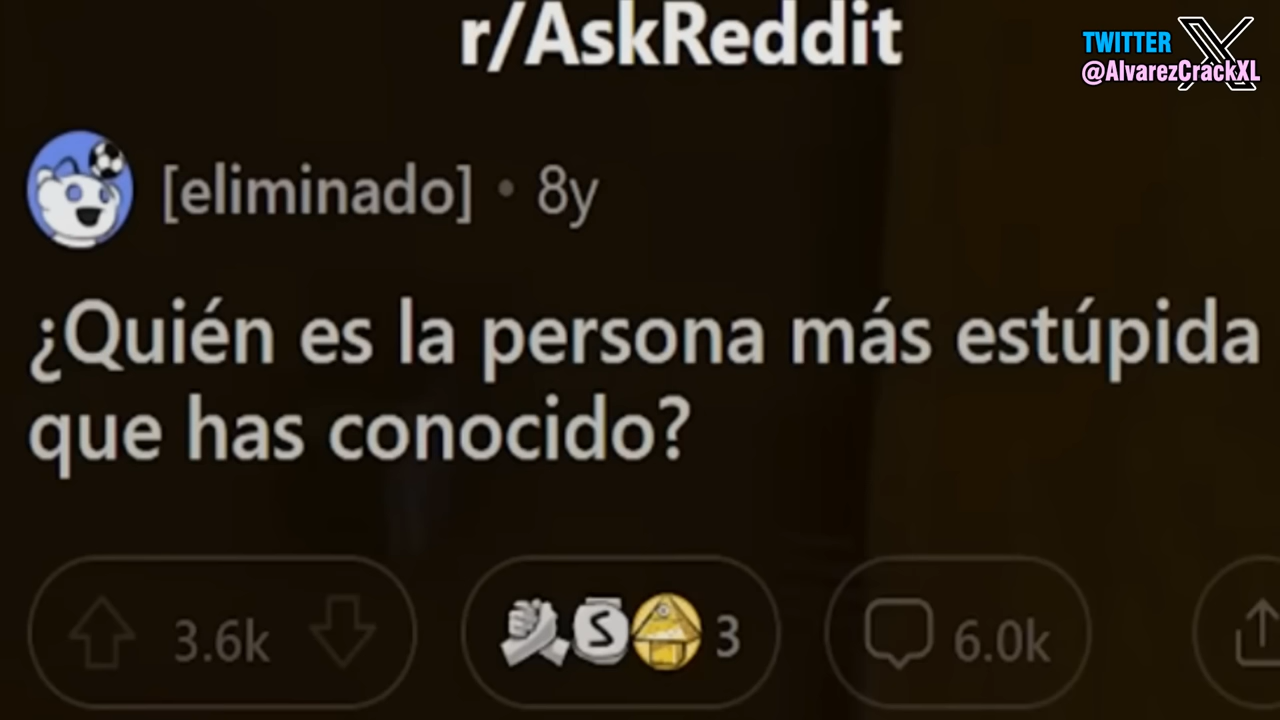 r/AskReddit
TWITTER
@AlvarezCrackXL
[eliminado] • 8y
¿Quién es la persona más estúpida
que has conocido?
3.6k
S
3
6.0k